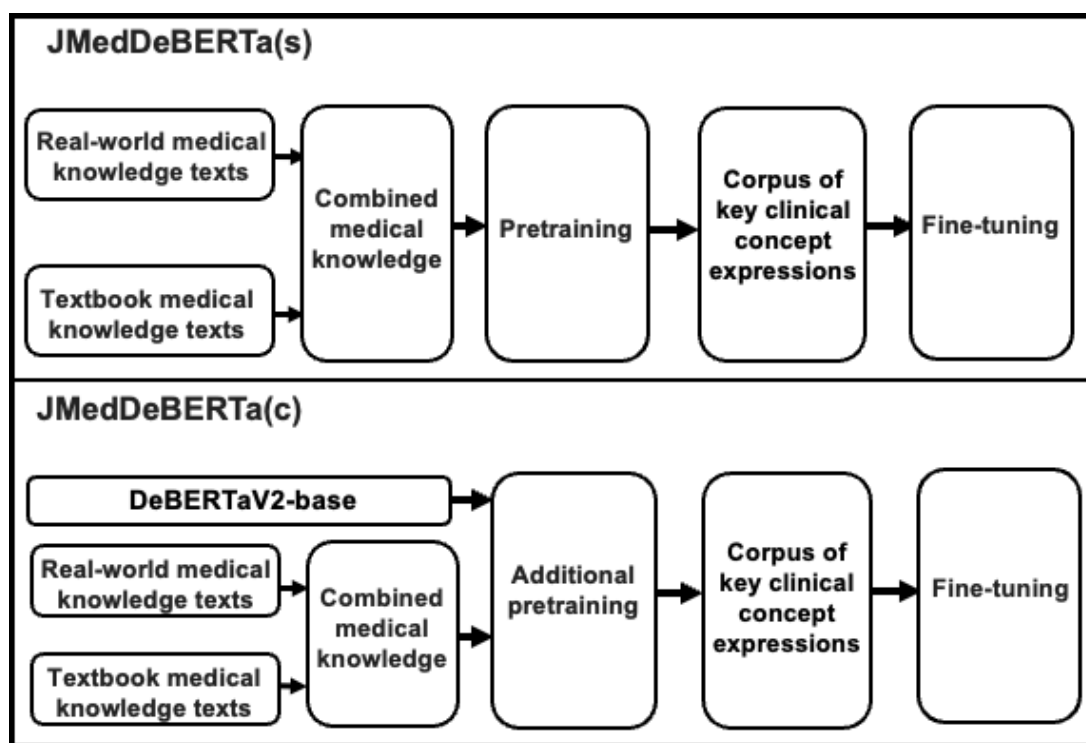 JMedDeBERTa(s)
Real-world medical
knowledge texts
Textbook medical
knowledge texts
Combined
medical
knowledge
Pretraining
Corpus of
key clinical
concept
expressions
Fine-tuning
JMedDeBERTa(c)
DeBERTaV2-base
Real-world medical
knowledge texts
Textbook medical
knowledge texts
Combined
medical
knowledge
Additional
pretraining
Corpus of
key clinical
concept
expressions
Fine-tuning